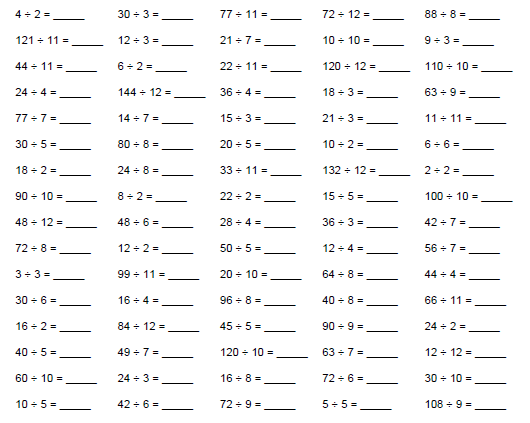 4 ÷ 2 = _____ 30 ÷ 3 = _____ 77 ÷ 11 = _____ 72 ÷ 12 = _____ 88 ÷ 8 = _____
121 ÷ 11 = _____ 12 ÷ 3 = _____ 21 ÷ 7 = _____ 10 ÷ 10 = _____ 9 ÷ 3 = _____
44 ÷ 11 = _____ 6 ÷ 2 = _____ 22 ÷ 11 = _____ 120 ÷ 12 = _____ 110 ÷ 10 = _____
24 ÷ 4 = _____ 144 ÷ 12 = _____ 36 ÷ 4 = _____ 18 ÷ 3 = _____ 63 ÷ 9 = _____
77 ÷ 7 = _____ 14 ÷ 7 = _____ 15 ÷ 3 = _____ 21 ÷ 3 = _____ 11 ÷ 11 = _____
30 ÷ 5 = _____ 80 ÷ 8 = _____ 20 ÷ 5 = _____ 10 ÷ 2 = _____ 6 ÷ 6 = _____
18 ÷ 2 = _____ 24 ÷ 8 = _____ 33 ÷ 11 = _____ 132 ÷ 12 = _____ 2 ÷ 2 = _____
90 ÷ 10 = _____ 8 ÷ 2 = _____ 22 ÷ 2 = _____ 15 ÷ 5 = _____ 100 ÷ 10 = _____
48 ÷ 12 = _____ 48 ÷ 6 = _____ 28 ÷ 4 = _____ 36 ÷ 3 = _____ 42 ÷ 7 = _____
72 ÷ 8 = _____ 12 ÷ 2 = _____ 50 ÷ 5 = _____ 12 ÷ 4 = _____ 56 ÷ 7 = _____
3 ÷ 3 = _____ 99 ÷ 11 = _____ 20 ÷ 10 = _____ 64 ÷ 8 = _____ 44 ÷ 4 = _____
30 ÷ 6 = _____ 16 ÷ 4 = _____ 96 ÷ 8 = _____ 40 ÷ 8 = _____ 66 ÷ 11 = _____
16 ÷ 2 = _____ 84 ÷ 12 = _____ 45 ÷ 5 = _____ 90 ÷ 9 = _____ 24 ÷ 2 = _____
40 ÷ 5 = _____ 49 ÷ 7 = _____ 120 ÷ 10 = _____ 63 ÷ 7 = _____ 12 ÷ 12 = _____
60 ÷ 10 = _____ 24 ÷ 3 = _____ 16 ÷ 8 = _____ 72 ÷ 6 = _____ 30 ÷ 10 = _____
10 ÷ 5 = _____ 42 ÷ 6 = _____ 72 ÷ 9 = _____ 5 ÷ 5 = _____ 108 ÷ 9 = _____